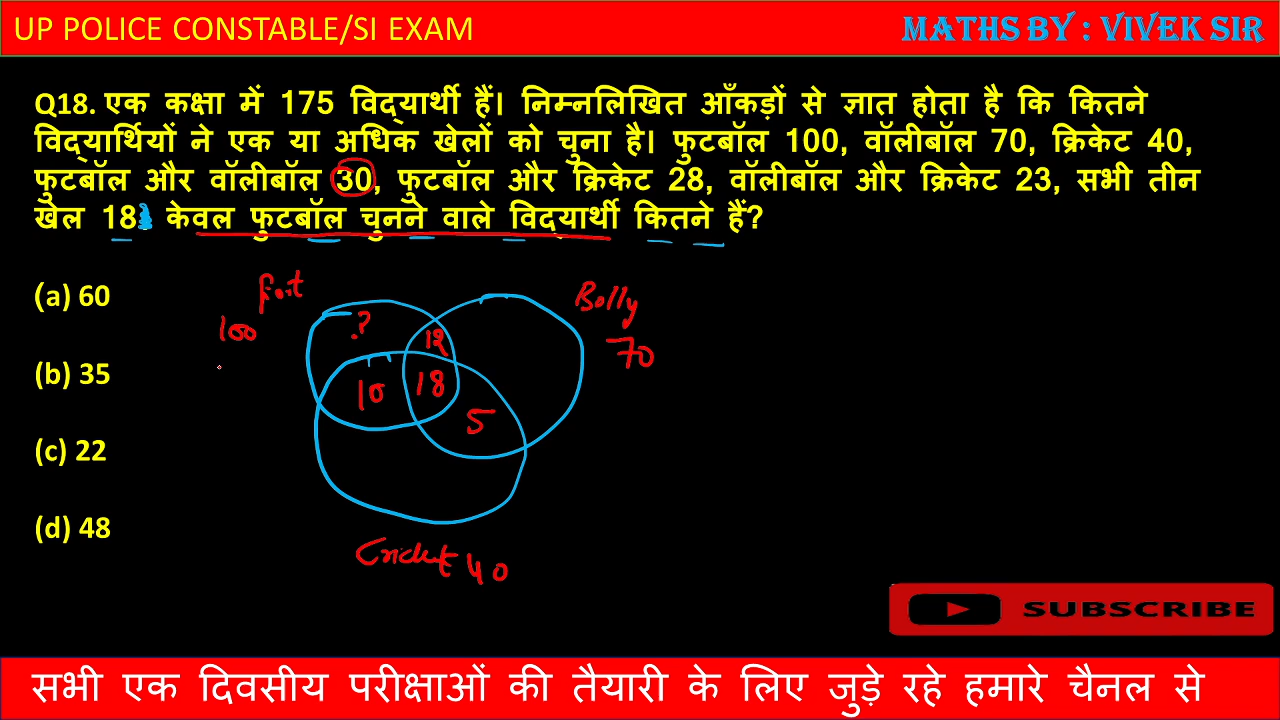 UP POLICE CONSTABLE/SI EXAM
MATHS BY : VIVEK SIR
Q18. एक कक्षा में 175 विद्यार्थी हैं। निम्नलिखित आँकड़ों से ज्ञात होता है कि कितने
विद्यार्थियों ने एक या अधिक खेलों को चुना है। फुटबॉल 100, वॉलीबॉल 70, क्रिकेट 40,
फुटबॉल और वॉलीबॉल 30, फुटबॉल और क्रिकेट 28, वॉलीबॉल और क्रिकेट 23, सभी तीन
खेल 18 केवल फुटबॉल चुनने वाले विद्यार्थी कितने हैं?
(a) 60
(b) 35
(c) 22
(d) 48
100
?
12
Bolly
70
10
18
5
Cricket 40
SUBSCRIBE
सभी एक दिवसीय परीक्षाओं की तैयारी के लिए जुड़े रहे हमारे चैनल से